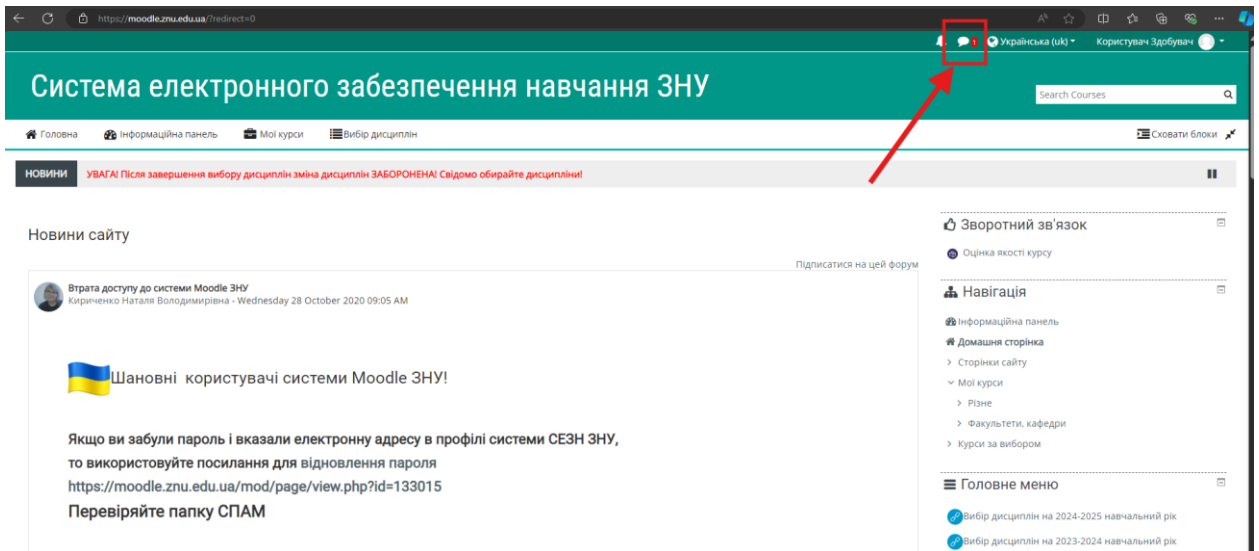 https://moodle.znu.edu.ua/?redirect=0
1 Українська (uk) Користувач Здобувач
Система електронного забезпечення навчання ЗНУ
Search Courses
Головна Інформаційна панель Мої курси Вибір дисциплін Сховати блоки
НОВИНИ УВАГА! Після завершення вибору дисциплін зміна дисциплін ЗАБОРОНЕНА! Свідомо обирайте дисципліни!
Новини сайту
Підписатися на цей форум
Втрата доступу до системи Moodle ЗНУ
Кириченко Наталя Володимирівна - Wednesday 28 October 2020 09:05 AM
Шановні користувачі системи Moodle ЗНУ!
Якщо ви забули пароль і вказали електронну адресу в профілі системи СЕЗН ЗНУ,
то використовуйте посилання для відновлення пароля
https://moodle.znu.edu.ua/mod/page/view.php?id=133015
Перевіряйте папку СПАМ
Зворотний зв'язок
Оцінка якості курсу
Навігація
Інформаційна панель
Домашня сторінка
Сторінки сайту
Мої курси
Різне
Факультети, кафедри
Курси за вибором
Головне меню
Вибір дисциплін на 2024-2025 навчальний рік
Вибір дисциплін на 2023-2024 навчальний рік